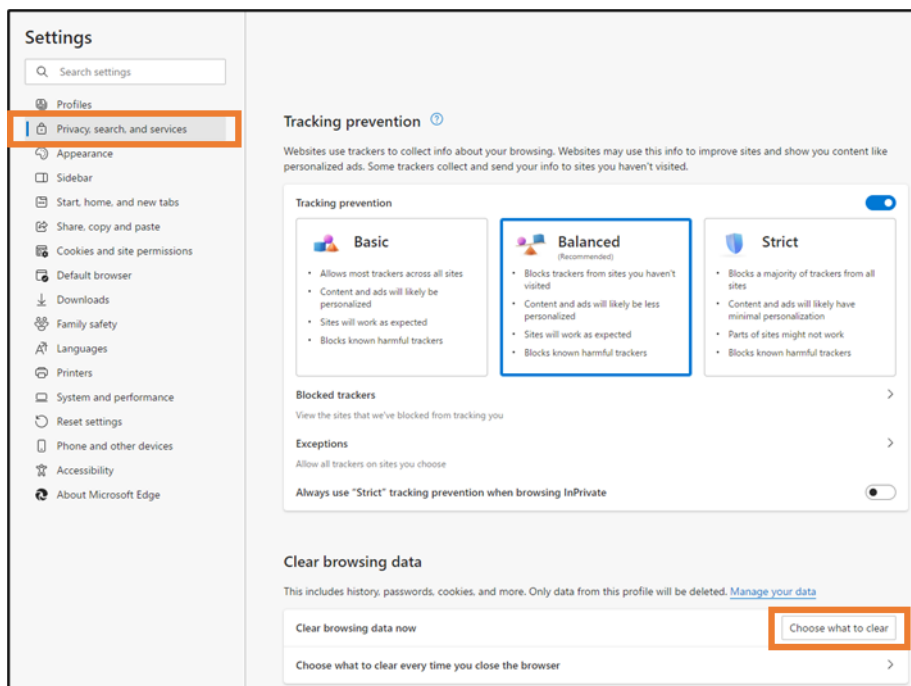 Settings
Search settings
Profiles
Privacy, search, and services
Appearance
Sidebar
Start, home, and new tabs
Share, copy and paste
Cookies and site permissions
Default browser
Downloads
Family safety
Languages
Printers
System and performance
Reset settings
Phone and other devices
Accessibility
About Microsoft Edge
Tracking prevention
Websites use trackers to collect info about your browsing. Websites may use this info to improve sites and show you content like
personalized ads. Some trackers collect and send your info to sites you haven't visited.
Tracking prevention
Basic
• Allows most trackers across all sites
• Content and ads will likely be
personalized
• Sites will work as expected
• Blocks known harmful trackers
Balanced
(Recommended)
• Blocks trackers from sites you haven't
visited
• Content and ads will likely be less
personalized
• Sites will work as expected
• Blocks known harmful trackers
Strict
• Blocks a majority of trackers from all
sites
• Content and ads will likely have
minimal personalization
• Parts of sites might not work
• Blocks known harmful trackers
Blocked trackers
View the sites that we've blocked from tracking you
Exceptions
Allow all trackers on sites you choose
Always use "Strict" tracking prevention when browsing InPrivate
Clear browsing data
This includes history, passwords, cookies, and more. Only data from this profile will be deleted. Manage your data
Clear browsing data now
Choose what to clear
Choose what to clear every time you close the browser